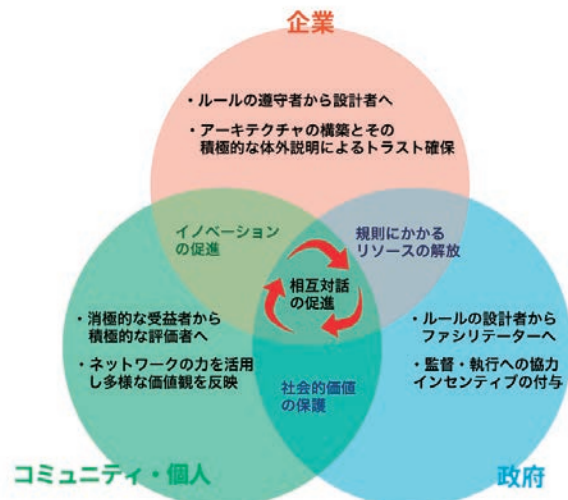 企業
・ルールの遵守者から設計者へ
・アーキテクチャの構築とその
積極的な体外説明によるトラスト確保
イノベーション
の促進
規則にかかる
リソースの解放
相互対話
の促進
・消極的な受益者から
積極的な評価者へ
・ネットワークの力を活用
し多様な価値観を反映
・ルールの設計者から
ファシリテーターへ
・監督・執行への協力
インセンティブの付与
社会的価値
の保護
コミュニティ・個人
政府